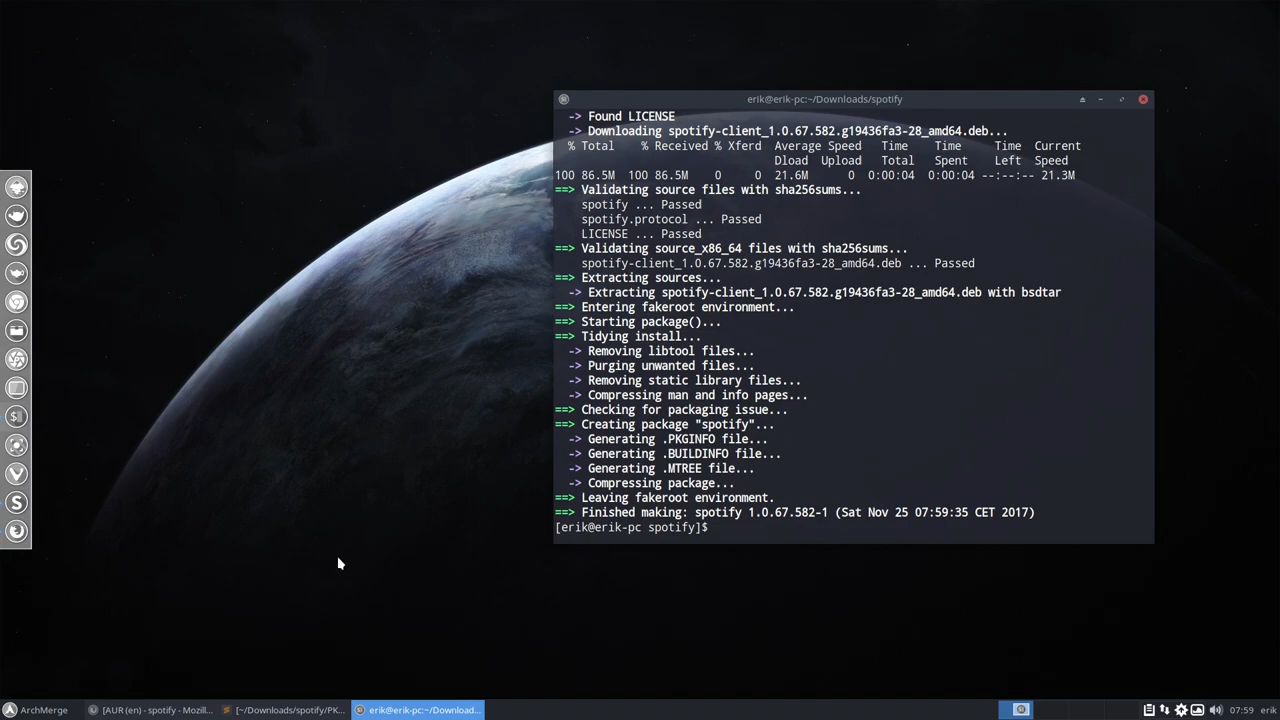 erik@erik-pc:~/Downloads/spotify
-> Found LICENSE
-> Downloading spotify-client_1.0.67.582.g19436fa3-28_amd64.deb...
% Total % Received % Xferd Average Speed Time Time Time Current
Dload Upload Total Spent Left Speed
100 86.5M 100 86.5M 0 0 21.6M 0 0:00:04 0:00:04 --:--:-- 21.3M
==> Validating source files with sha256sums...
spotify ... Passed
spotify.protocol ... Passed
LICENSE ... Passed
==> Validating source_x86_64 files with sha256sums...
spotify-client_1.0.67.582.g19436fa3-28_amd64.deb ... Passed
==> Extracting sources...
-> Extracting spotify-client_1.0.67.582.g19436fa3-28_amd64.deb with bsdtar
==> Entering fakeroot environment...
==> Starting package()...
==> Tidying install...
-> Removing libtool files...
-> Purging unwanted files...
-> Removing static library files...
-> Compressing man and info pages...
==> Checking for packaging issue...
==> Creating package "spotify"...
-> Generating .PKGINFO file...
-> Generating .BUILDINFO file...
-> Generating .MTREE file...
-> Compressing package...
==> Leaving fakeroot environment.
==> Finished making: spotify 1.0.67.582-1 (Sat Nov 25 07:59:35 CET 2017)
[erik@erik-pc spotify]$
ArchMerge [AUR (en) - spotify - Mozill... [~/Downloads/spotify/PK... erik@erik-pc:~/Download... 07:59 erik